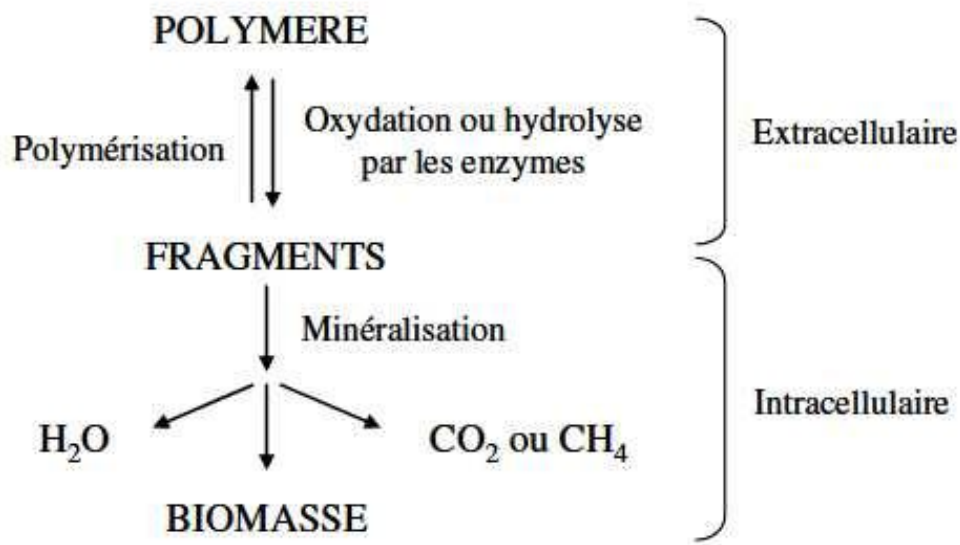 POLYMERE
Polymérisation
Oxydation ou hydrolyse
par les enzymes
Extracellulaire
FRAGMENTS
Minéralisation
Intracellulaire
H₂O
CO₂ ou CH₄
BIOMASSE